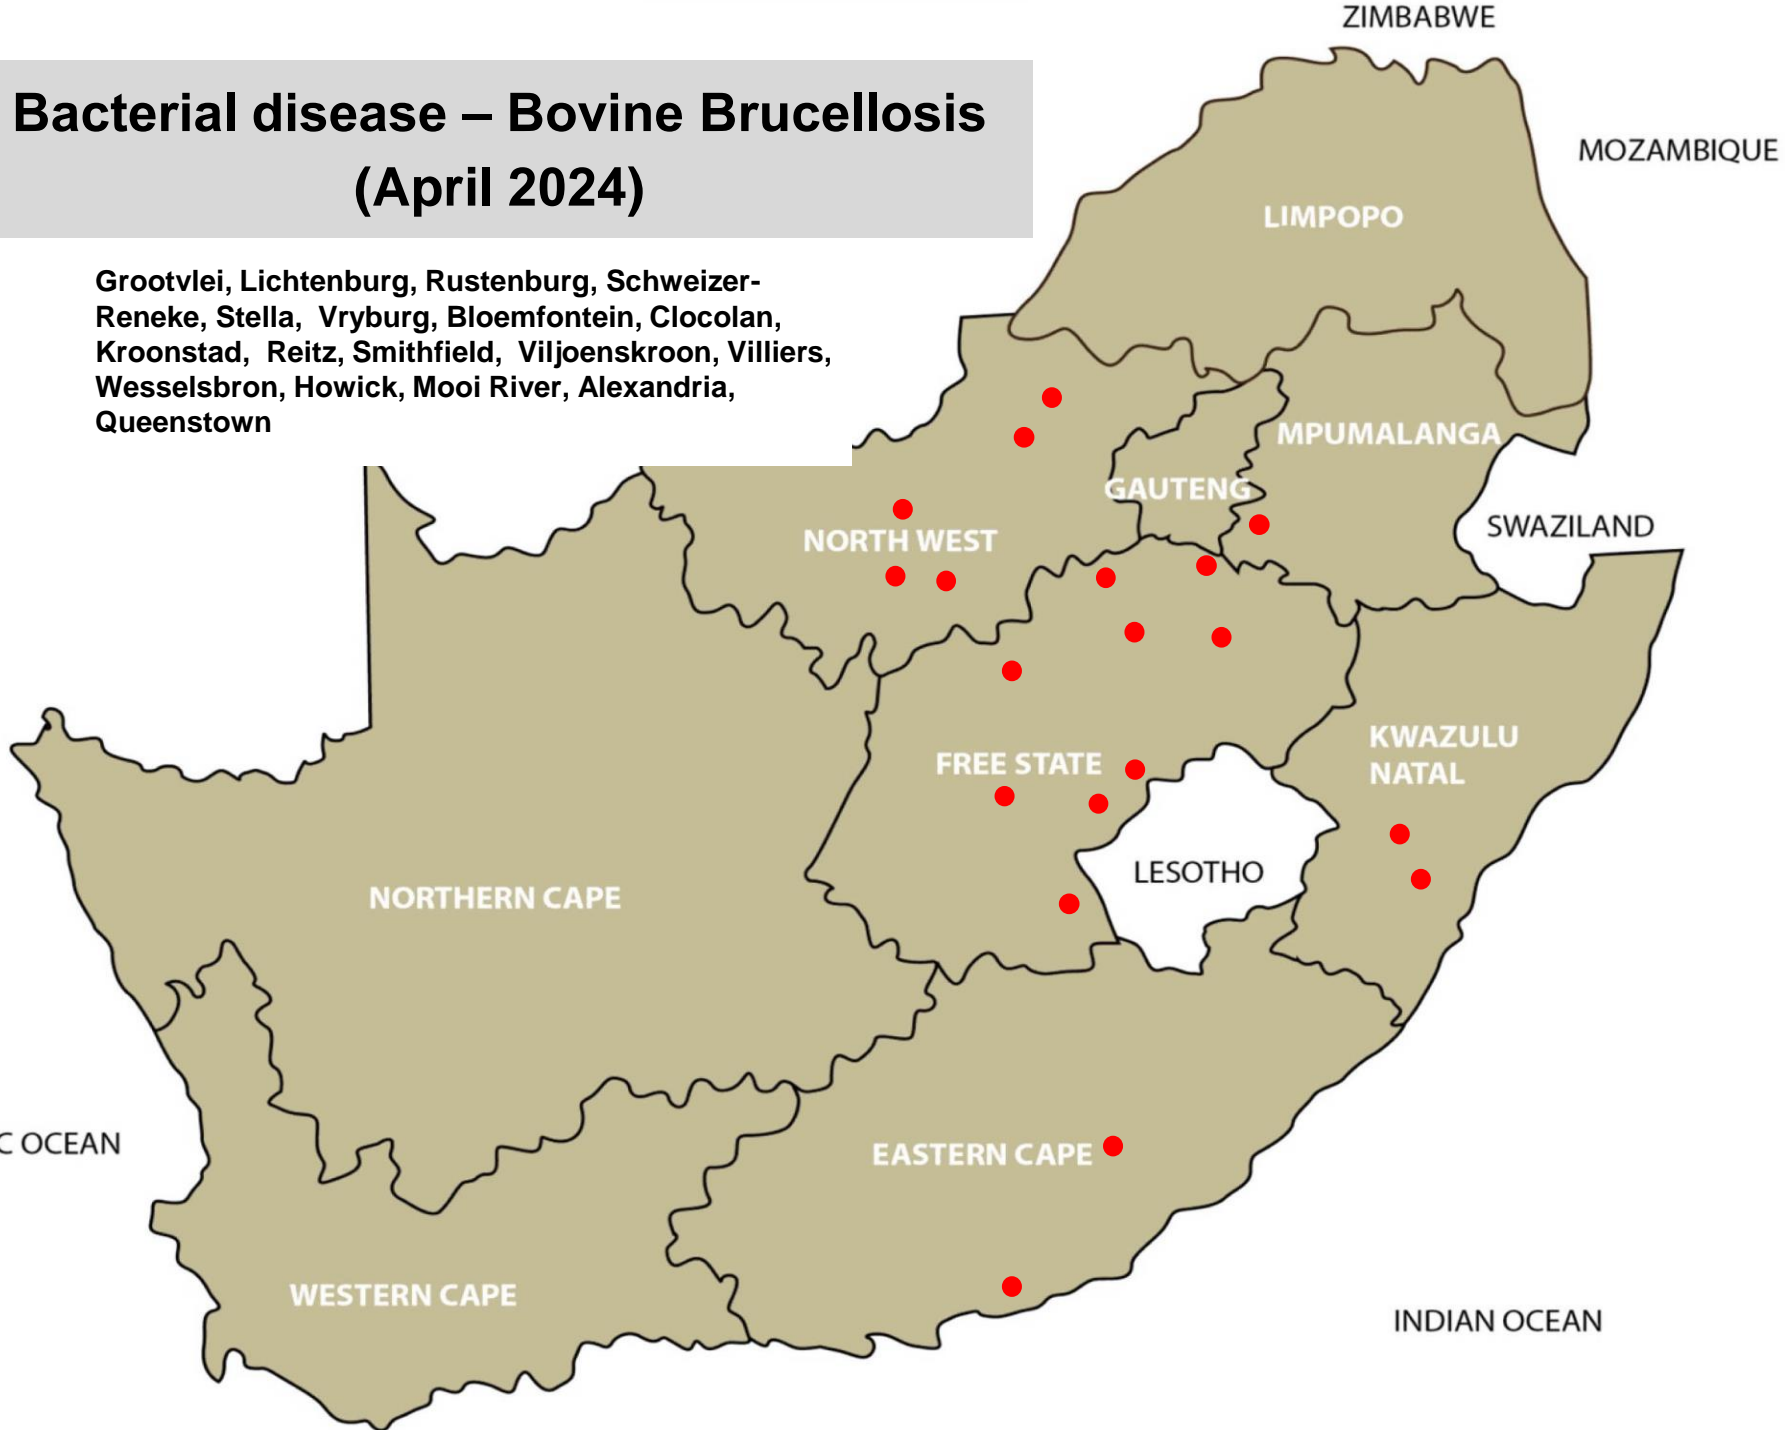 ZIMBABWE
Bacterial disease – Bovine Brucellosis
(April 2024)
MOZAMBIQUE
LIMPOPO
Grootvlei, Lichtenburg, Rustenburg, Schweizer-
Reneke, Stella, Vryburg, Bloemfontein, Clocolan,
Kroonstad, Reitz, Smithfield, Viljoenskroon, Villiers,
Wesselsbron, Howick, Mooi River, Alexandria,
Queenstown
MPUMALANGA
GAUTENG
SWAZILAND
NORTH WEST
KWAZULU
NATAL
FREE STATE
LESOTHO
NORTHERN CAPE
C OCEAN
EASTERN CAPE
WESTERN CAPE
INDIAN OCEAN